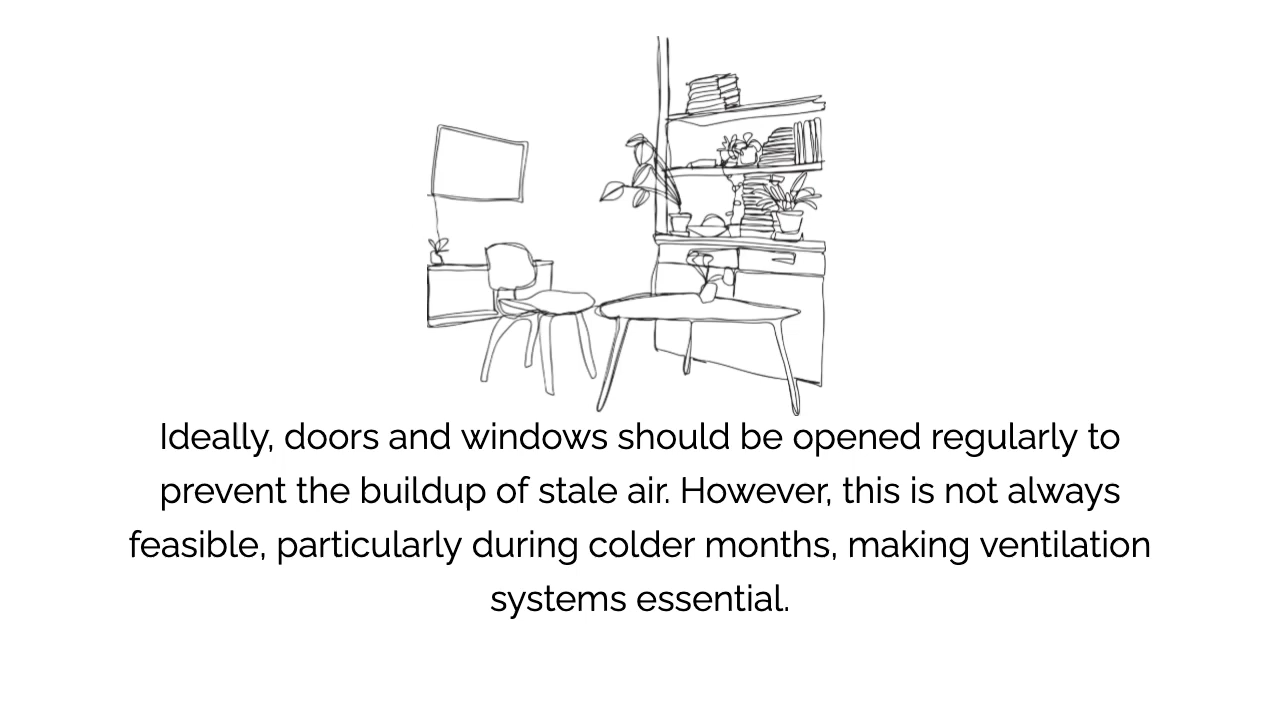 Ideally, doors and windows should be opened regularly to
prevent the buildup of stale air. However, this is not always
feasible, particularly during colder months, making ventilation
systems essential.